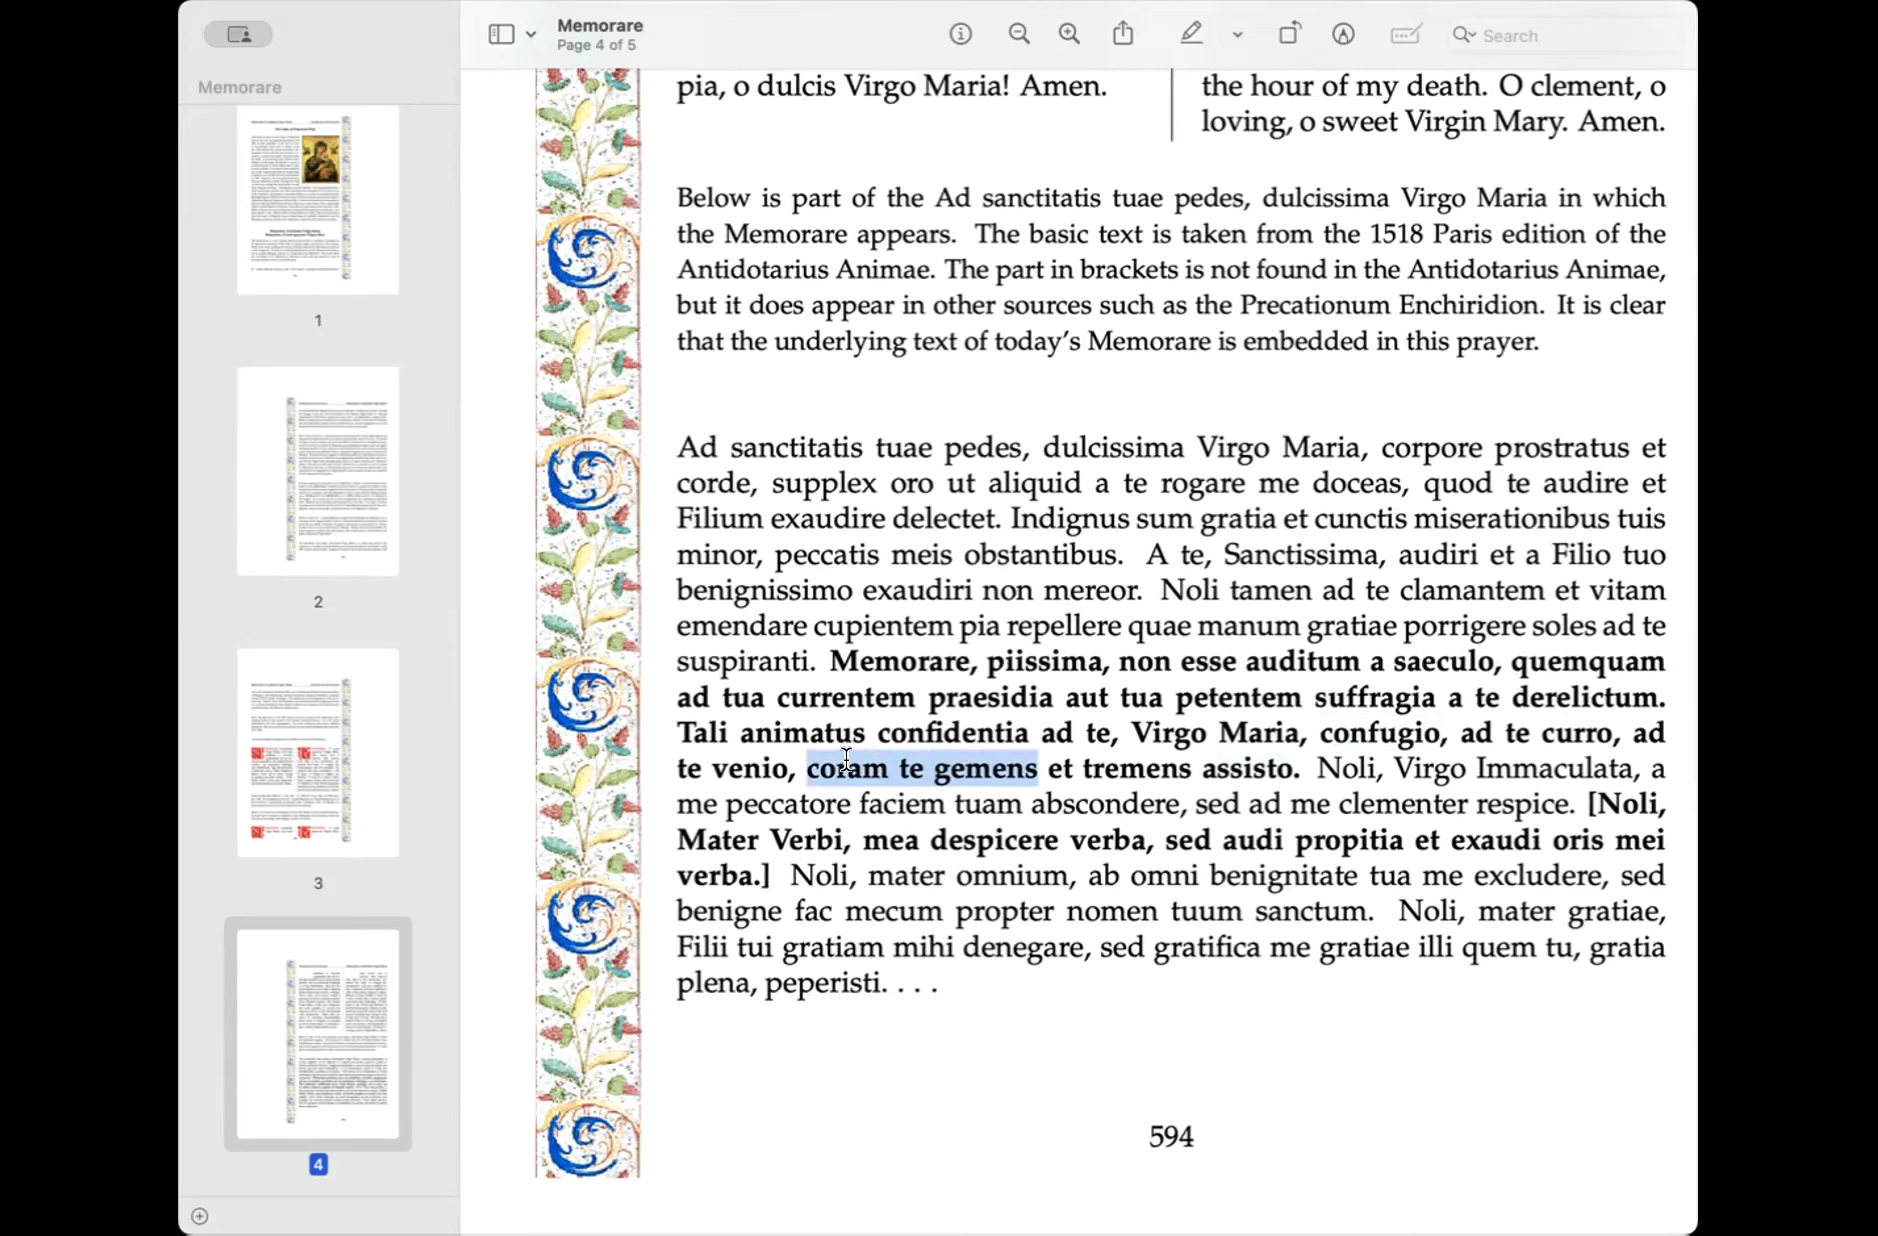 Memorare
Page 4 of 5
Search
Memorare
1
2
3
4
pia, o dulcis Virgo Maria! Amen.
the hour of my death. O clement, o
loving, o sweet Virgin Mary. Amen.
Below is part of the Ad sanctitatis tuae pedes, dulcissima Virgo Maria in which
the Memorare appears. The basic text is taken from the 1518 Paris edition of the
Antidotarius Animae. The part in brackets is not found in the Antidotarius Animae,
but it does appear in other sources such as the Precationum Enchiridion. It is clear
that the underlying text of today's Memorare is embedded in this prayer.
Ad sanctitatis tuae pedes, dulcissima Virgo Maria, corpore prostratus et
corde, supplex oro ut aliquid a te rogare me doceas, quod te audire et
Filium exaudire delectet. Indignus sum gratia et cunctis miserationibus tuis
minor, peccatis meis obstantibus. A te, Sanctissima, audiri et a Filio tuo
benignissimo exaudiri non mereor. Noli tamen ad te clamantem et vitam
emendare cupientem pia repellere quae manum gratiae porrigere soles ad te
suspiranti. Memorare, piissima, non esse auditum a saeculo, quemquam
ad tua currentem praesidia aut tua petentem suffragia a te derelictum.
Tali animatus confidentia ad te, Virgo Maria, confugio, ad te curro, ad
te venio, coram te gemens et tremens assisto. Noli, Virgo Immaculata, a
me peccatore faciem tuam abscondere, sed ad me clementer respice. [Noli,
Mater Verbi, mea despicere verba, sed audi propitia et exaudi oris mei
verba.] Noli, mater omnium, ab omni benignitate tua me excludere, sed
benigne fac mecum propter nomen tuum sanctum. Noli, mater gratiae,
Filii tui gratiam mihi denegare, sed gratifica me gratiae illi quem tu, gratia
plena, peperisti. . . .
594